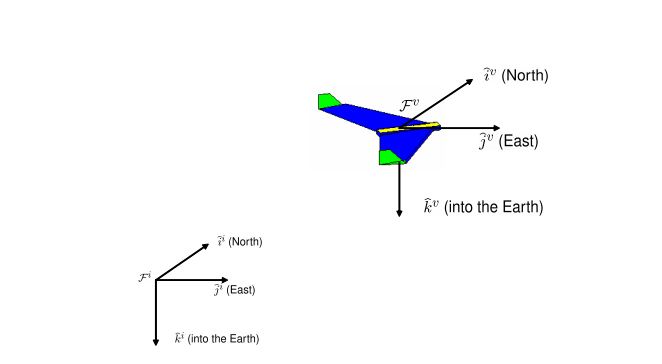 î^v (North)
F^v
ĵ^v (East)
k̂^v (into the Earth)
î^i (North)
F^i
ĵ^i (East)
k̂^i (into the Earth)